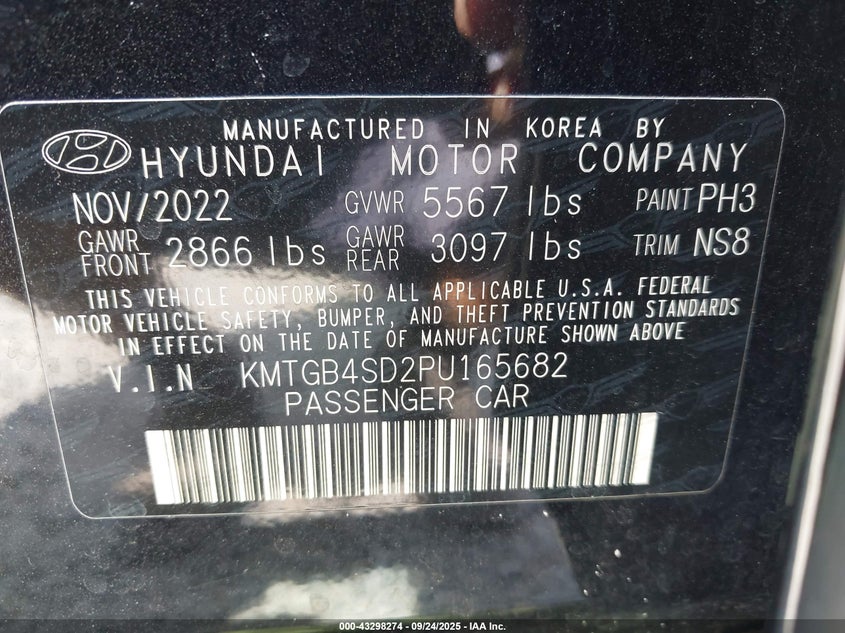 MANUFACTURED IN KOREA BY
HYUNDAI MOTOR COMPANY
NOV/2022 GVWR 5567 lbs PAINT PH3
GAWR FRONT 2866 lbs GAWR REAR 3097 lbs TRIM NS8
THIS VEHICLE CONFORMS TO ALL APPLICABLE U.S.A. FEDERAL
MOTOR VEHICLE SAFETY, BUMPER, AND THEFT PREVENTION STANDARDS
IN EFFECT ON THE DATE OF MANUFACTURE SHOWN ABOVE
V.I.N KMTGB4SD2PU165682
PASSENGER CAR
000-43298274 - 09/24/2025 - IAA Inc.